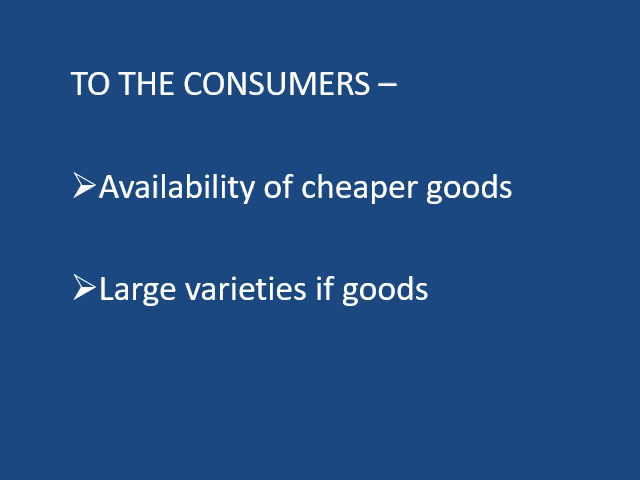 TO THE CONSUMERS –
➢Availability of cheaper goods
➢Large varieties if goods